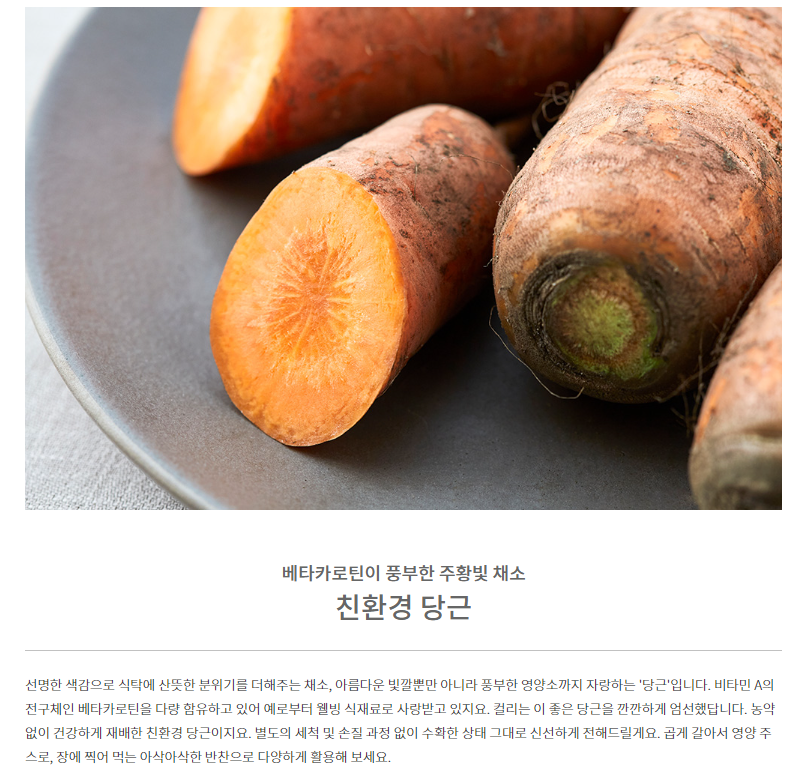 베타카로틴이 풍부한 주황빛 채소
친환경 당근
선명한 색감으로 식탁에 산뜻한 분위기를 더해주는 채소, 아름다운 빛깔뿐만 아니라 풍부한 영양소까지 자랑하는 '당근'입니다. 비타민 A의
전구체인 베타카로틴을 다량 함유하고 있어 예로부터 웰빙 식재료로 사랑받고 있지요. 컬리는 이 좋은 당근을 깐깐하게 엄선했답니다. 농약
없이 건강하게 재배한 친환경 당근이지요. 별도의 세척 및 손질 과정 없이 수확한 상태 그대로 신선하게 전해드릴게요. 곱게 갈아서 영양 주
스로, 장에 찍어 먹는 아삭아삭한 반찬으로 다양하게 활용해 보세요.